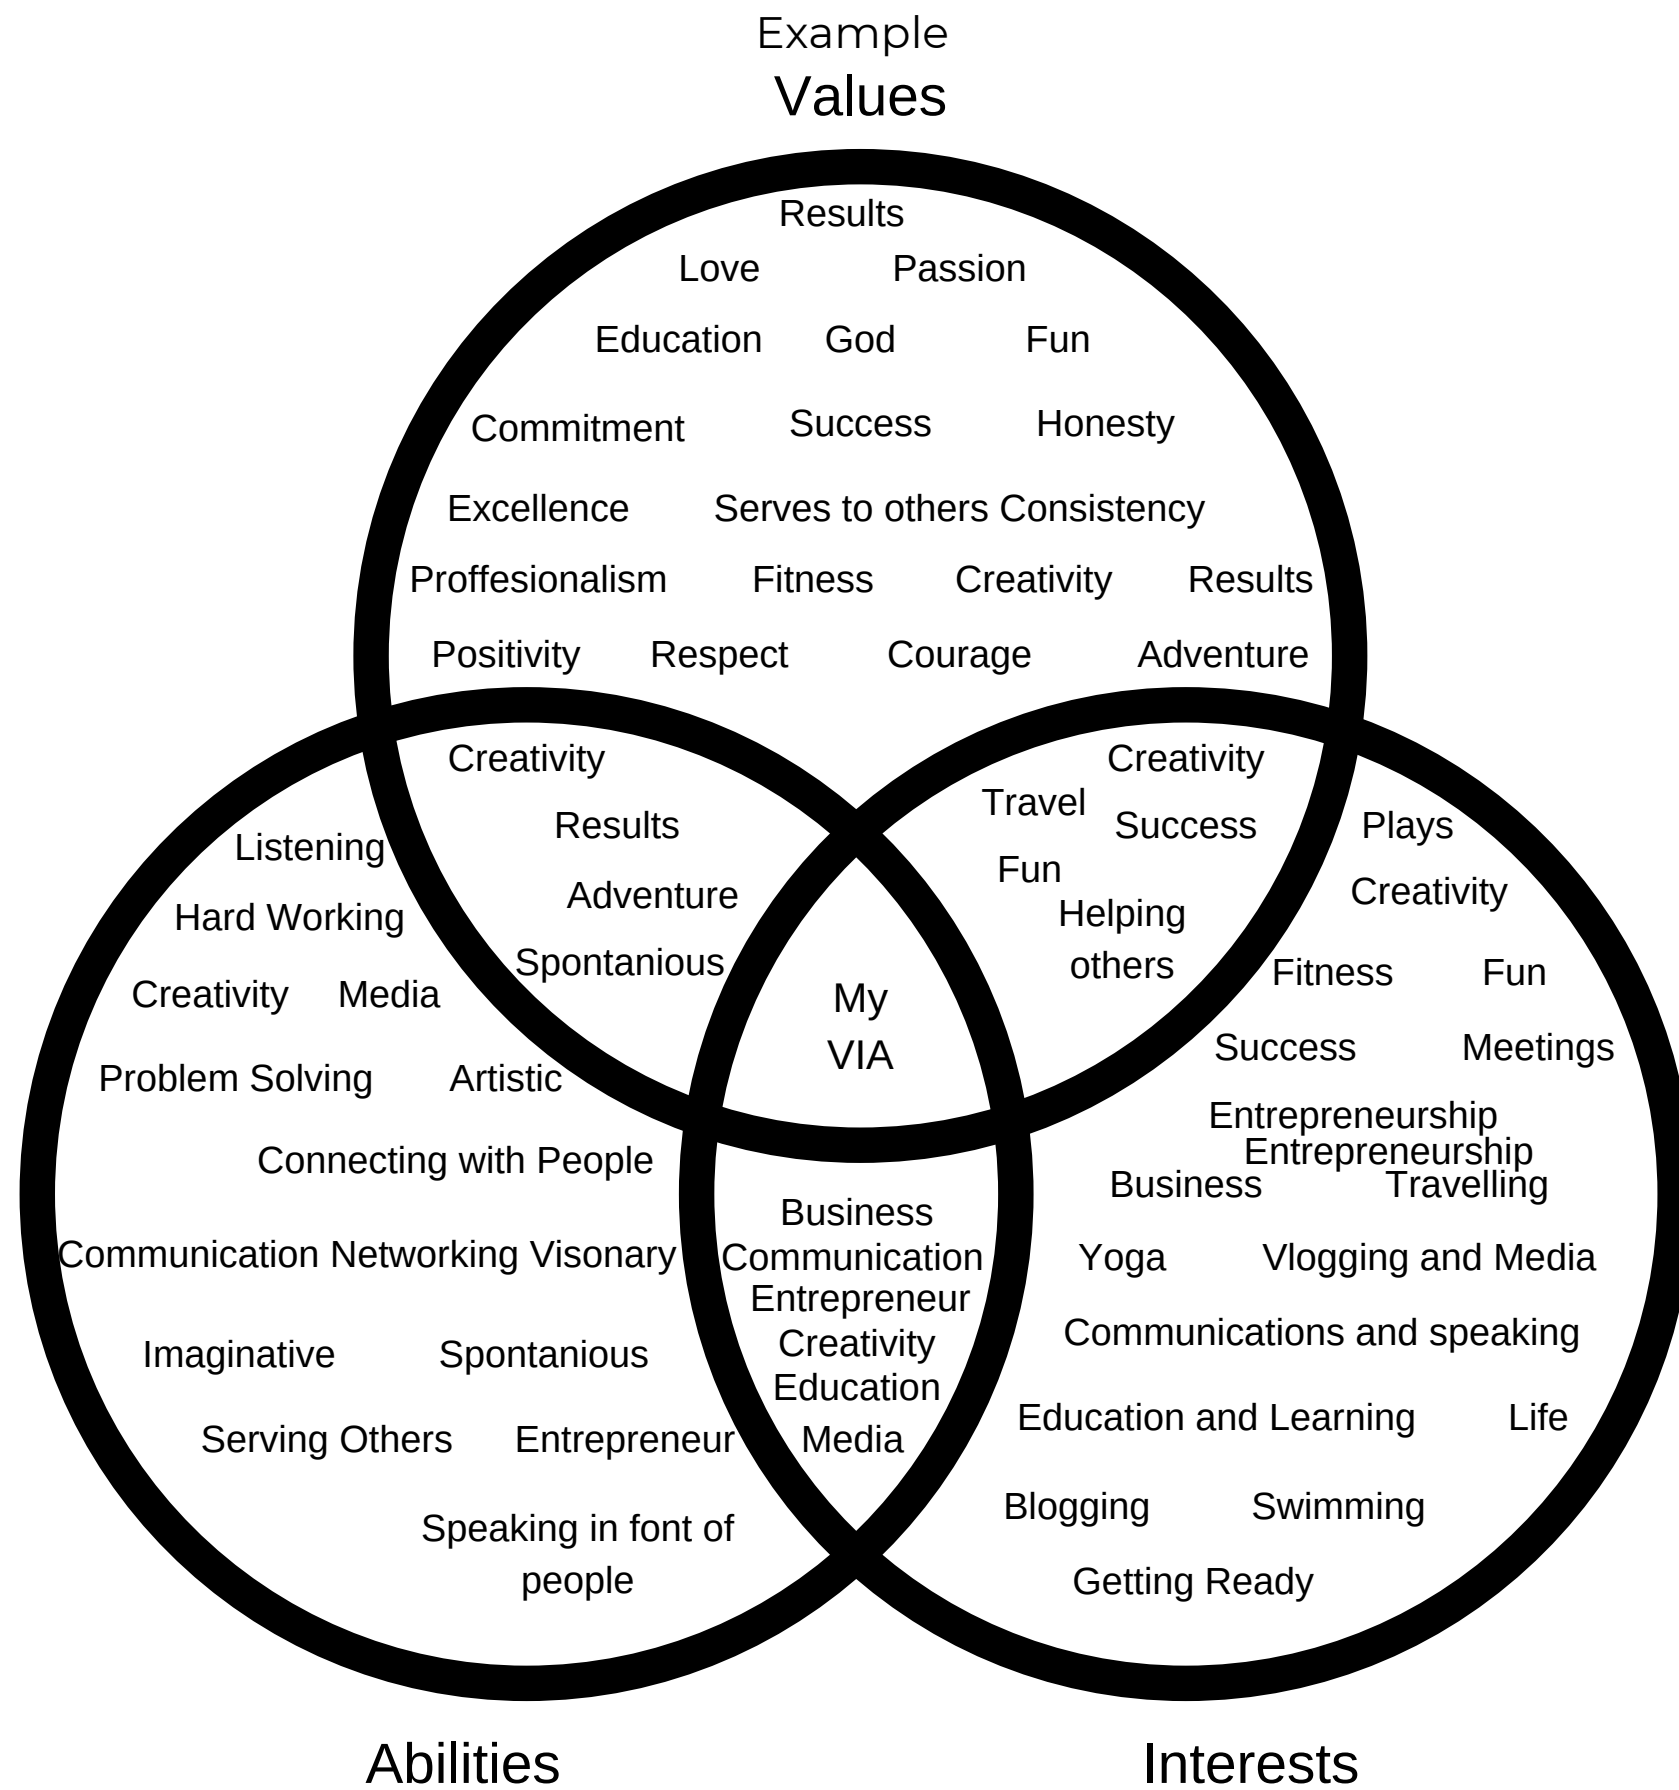 Example
Values
Results
Love Passion
Education God Fun
Commitment Success Honesty
Excellence Serves to others Consistency
Proffesionalism Fitness Creativity Results
Positivity Respect Courage Adventure
Creativity
Results
Adventure
Spontanious
Creativity
Travel
Success
Fun
Helping
others
My
VIA
Listening
Hard Working
Creativity Media
Problem Solving Artistic
Connecting with People
Communication Networking Visonary
Imaginative Spontanious
Serving Others Entrepreneur
Speaking in font of
people
Business
Communication
Entrepreneur
Creativity
Education
Media
Plays
Creativity
Fitness Fun
Success Meetings
Entrepreneurship
Entrepreneurship
Business Travelling
Yoga Vlogging and Media
Communications and speaking
Education and Learning Life
Blogging Swimming
Getting Ready
Abilities Interests